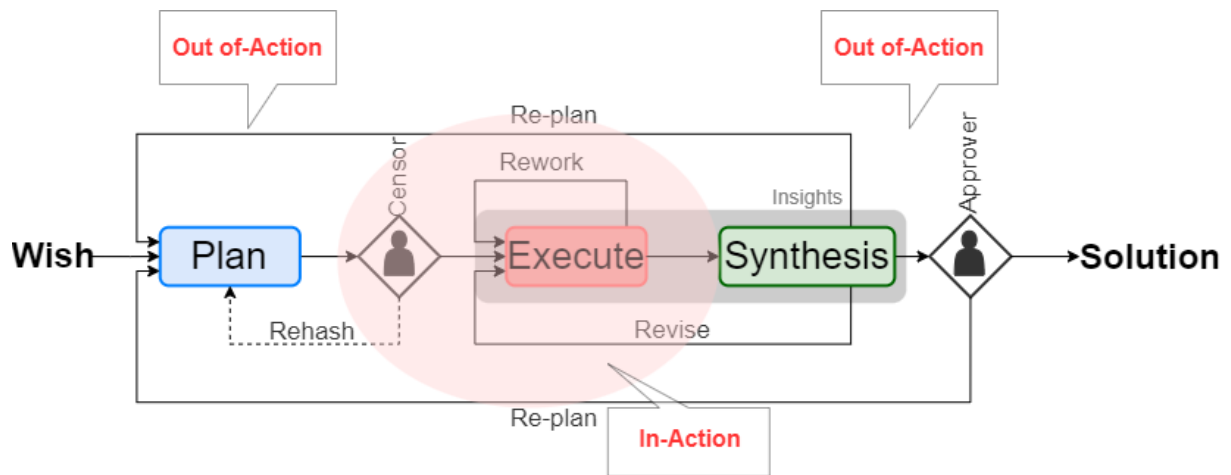 Out of-Action
Out of-Action
Re-plan
Censor
Rework
Approver
Insights
Wish
Plan
Execute
Synthesis
Solution
Rehash
Revise
Re-plan
In-Action